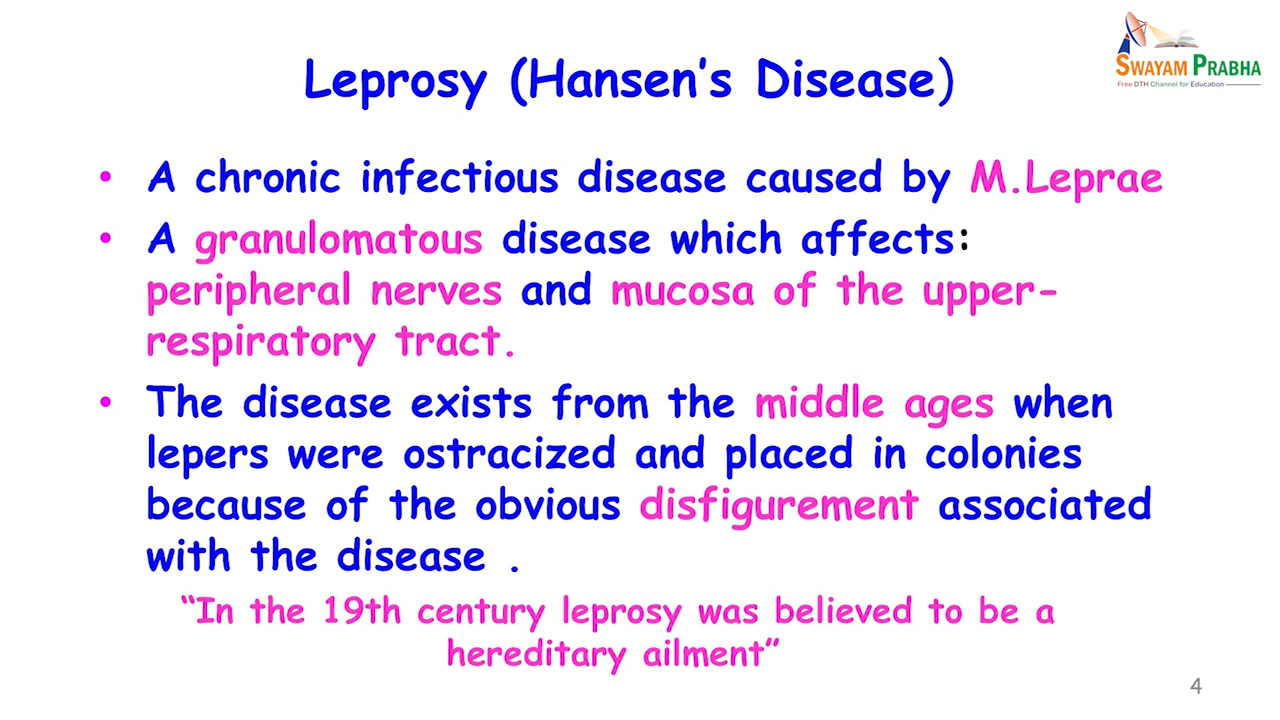 SWAYAM PRABHA
Free DTH Channel for Education
Leprosy (Hansen's Disease)
• A chronic infectious disease caused by M.Leprae
• A granulomatous disease which affects:
peripheral nerves and mucosa of the upper-
respiratory tract.
• The disease exists from the middle ages when
lepers were ostracized and placed in colonies
because of the obvious disfigurement associated
with the disease .
“In the 19th century leprosy was believed to be a
hereditary ailment”
4